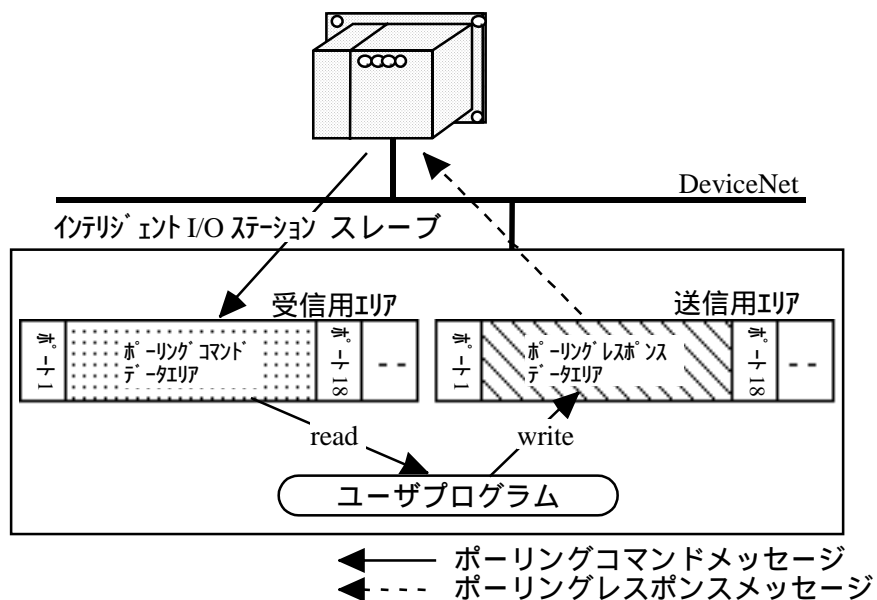 DeviceNet
インテリジェント I/O ステーション スレーブ
受信用エリア
送信用エリア
ポート 1
ポーリングコマンド
データエリア
ポート 18
- -
ポート 1
ポーリングレスポンス
データエリア
ポート 18
- -
read
write
ユーザプログラム
ポーリングコマンドメッセージ
ポーリングレスポンスメッセージ